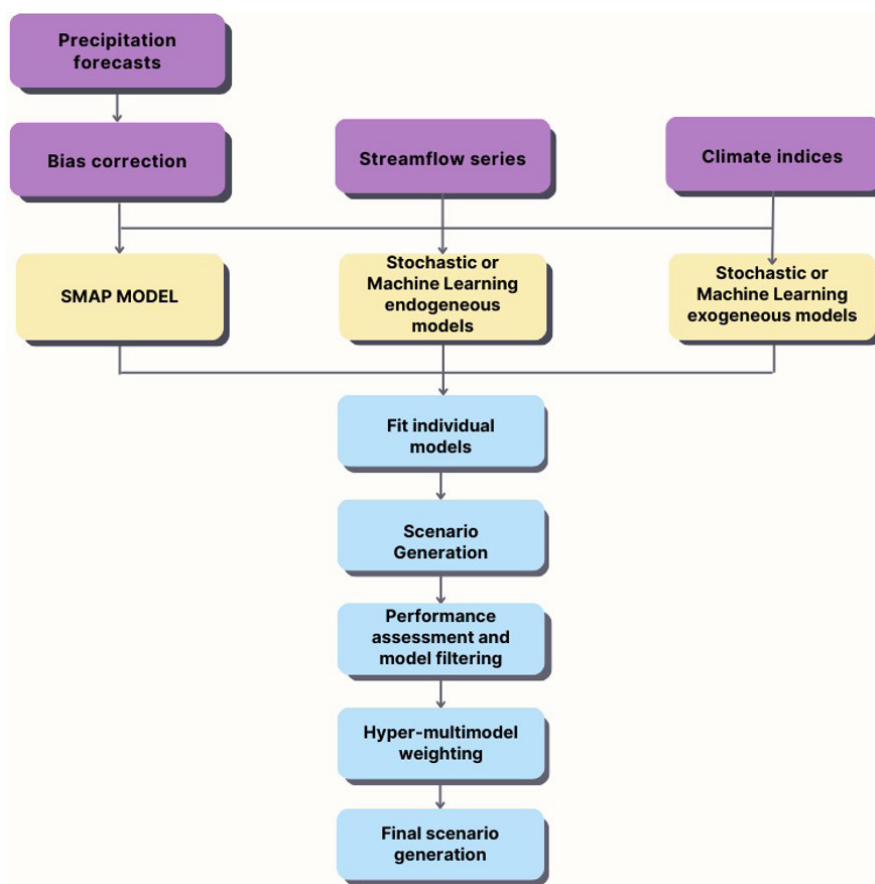 Precipitation
forecasts
Bias correction
Streamflow series
Climate indices
SMAP MODEL
Stochastic or
Machine Learning
endogeneous
models
Stochastic or
Machine Learning
exogeneous models
Fit individual
models
Scenario
Generation
Performance
assessment and
model filtering
Hyper-multimodel
weighting
Final scenario
generation